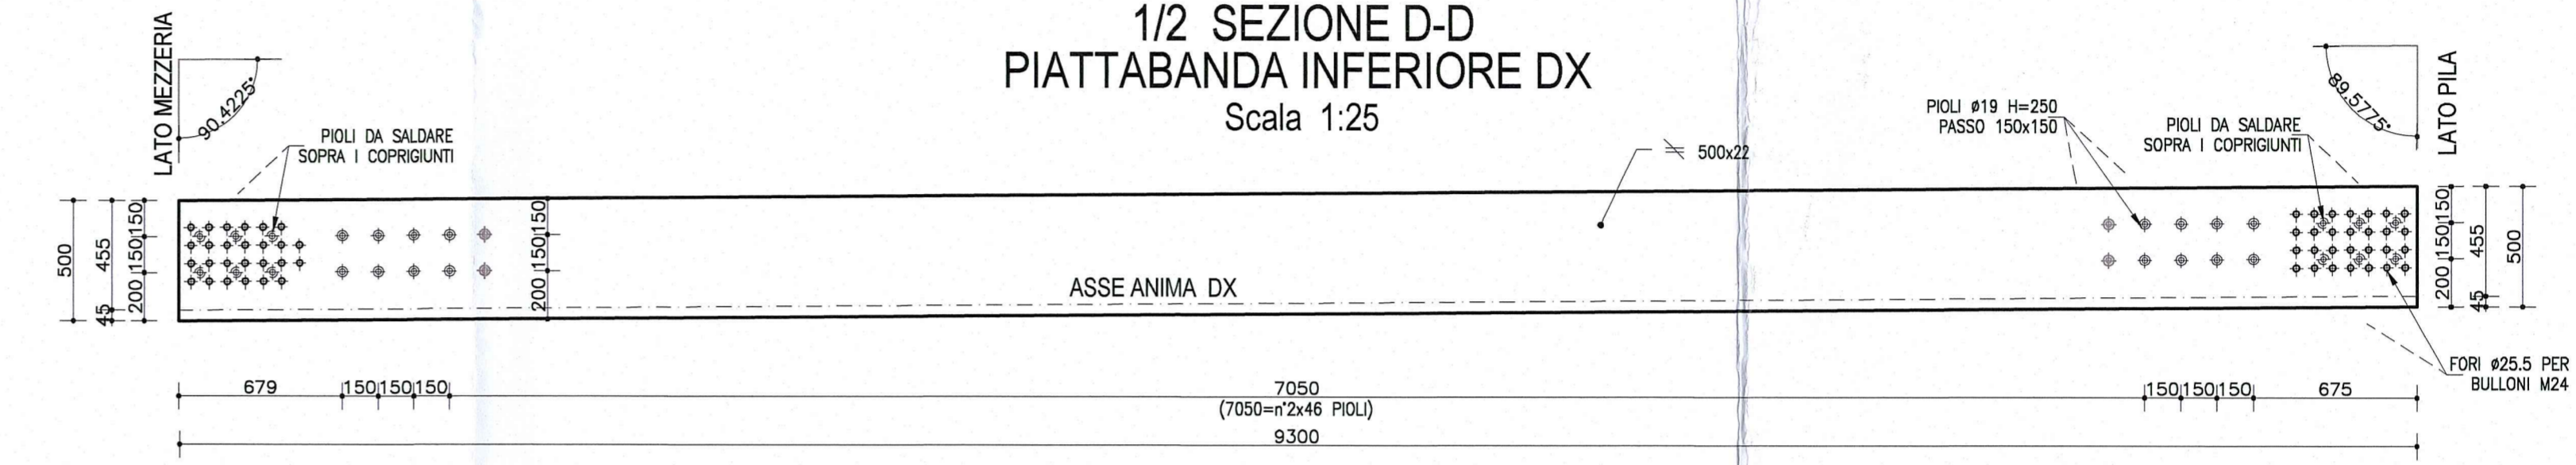 1/2 SEZIONE D-D
PIATTABANDA INFERIORE DX
Scala 1:25
LATO MEZZERIA
90.4225°
PIOLI DA SALDARE
SOPRA I COPRIGIUNTI
500x22
PIOLI ø19 H=250
PASSO 150x150
PIOLI DA SALDARE
SOPRA I COPRIGIUNTI
89.5775°
LATO PILA
500
455
45
150
150
200
150
150
200
ASSE ANIMA DX
150
150
200
455
45
500
FORI ø25.5 PER
BULLONI M24
679
150
150
150
7050
(7050=n°2x46 PIOLI)
150
150
150
675
9300